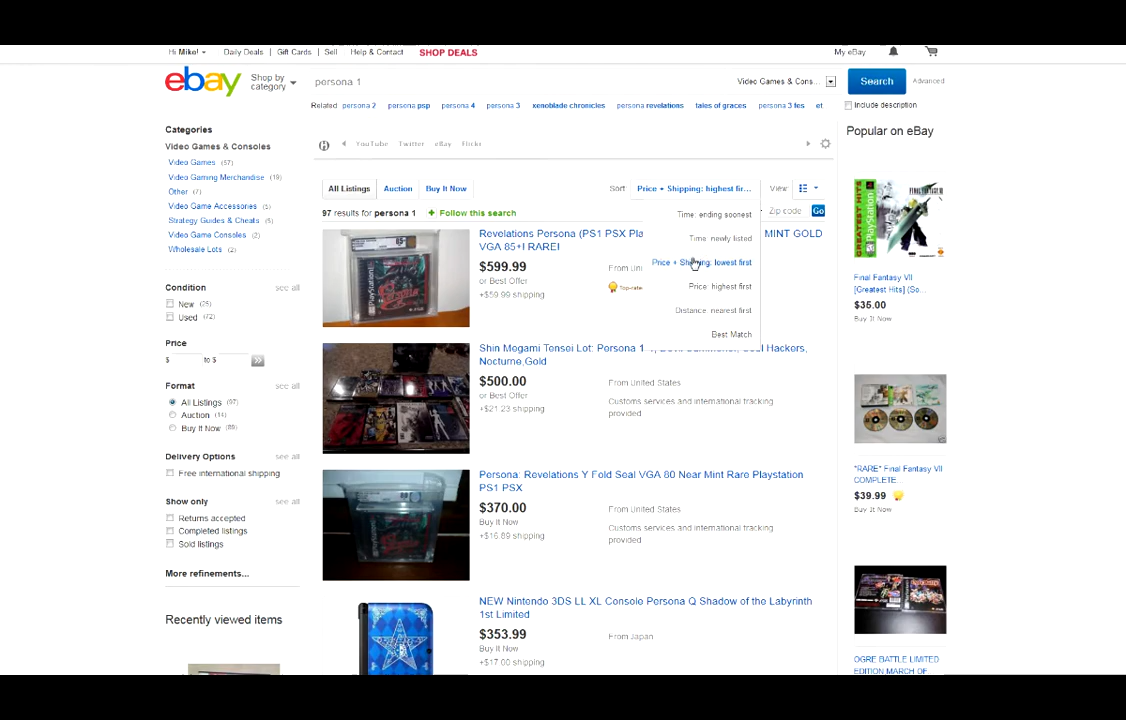 Hi Mike! Daily Deals | Gift Cards | Sell | Help & Contact SHOP DEALS My eBay
ebay Shop by category persona 1 Video Games & Cons... Search Advanced
Related persona 2 persona psp persona 4 persona 3 xenoblade chronicles persona revelations tales of graces persona 3 fes et Include description
Categories
Video Games & Consoles
Video Games (57)
Video Gaming Merchandise (19)
Other (7)
Video Game Accessories (5)
Strategy Guides & Cheats (5)
Video Game Consoles (2)
Wholesale Lots (2)
Condition see all
New (25)
Used (72)
Price
$ to $
Format see all
All Listings (97)
Auction (14)
Buy It Now (86)
Delivery Options see all
Free international shipping
Show only see all
Returns accepted
Completed listings
Sold listings
More refinements...
Recently viewed items
YouTube Twitter eBay Flickr
All Listings Auction Buy It Now Sort: Price + Shipping: highest fir... View:
97 results for persona 1 Follow this search Zip code Go
Time: ending soonest
Time: newly listed
Price + Shipping: lowest first
Price: highest first
Distance: nearest first
Best Match
Revelations Persona (PS1 PSX Pla MINT GOLD
VGA 85+! RARE!
$599.99 From Uni
or Best Offer
+$59.99 shipping Top-rate
Shin Megami Tensei Lot: Persona 1 Hackers,
Nocturne,Gold
$500.00 From United States
or Best Offer Customs services and international tracking
+$21.23 shipping provided
Persona: Revelations Y Fold Seal VGA 80 Near Mint Rare Playstation
PS1 PSX
$370.00 From United States
Buy It Now Customs services and international tracking
+$16.89 shipping provided
NEW Nintendo 3DS LL XL Console Persona Q Shadow of the Labyrinth
1st Limited
$353.99 From Japan
Buy It Now
+$17.00 shipping
Popular on eBay
Final Fantasy VII
[Greatest Hits] (So...
$35.00
Buy It Now
*RARE* Final Fantasy VII
COMPLETE...
$39.99
Buy It Now
OGRE BATTLE LIMITED
EDITION MARCH OF...